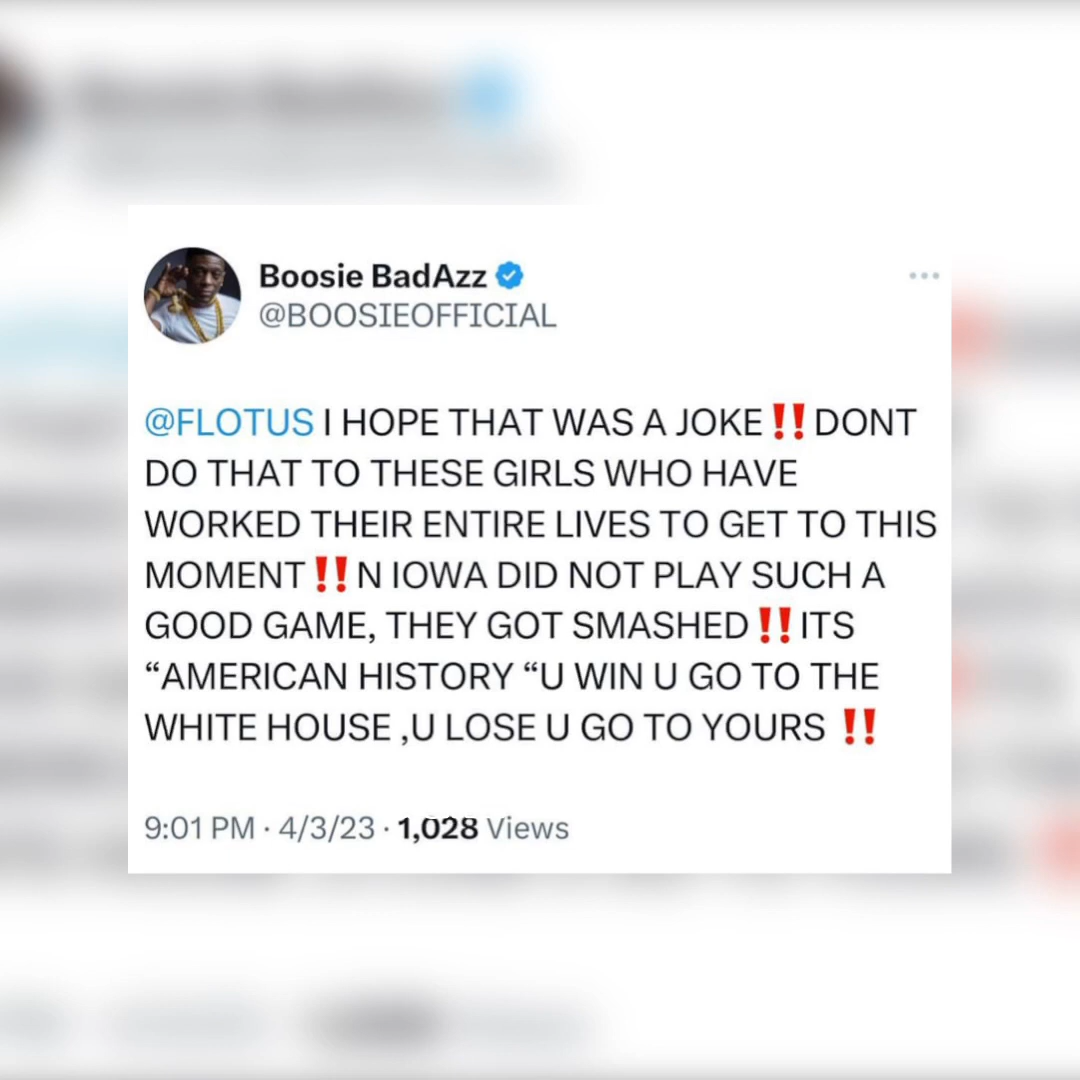 Boosie BadAzz
@BOOSIEOFFICIAL
@FLOTUS I HOPE THAT WAS A JOKE‼️DONT
DO THAT TO THESE GIRLS WHO HAVE
WORKED THEIR ENTIRE LIVES TO GET TO THIS
MOMENT‼️N IOWA DID NOT PLAY SUCH A
GOOD GAME, THEY GOT SMASHED‼️ITS
“AMERICAN HISTORY “U WIN U GO TO THE
WHITE HOUSE ,U LOSE U GO TO YOURS ‼️
9:01 PM · 4/3/23 · 1,028 Views